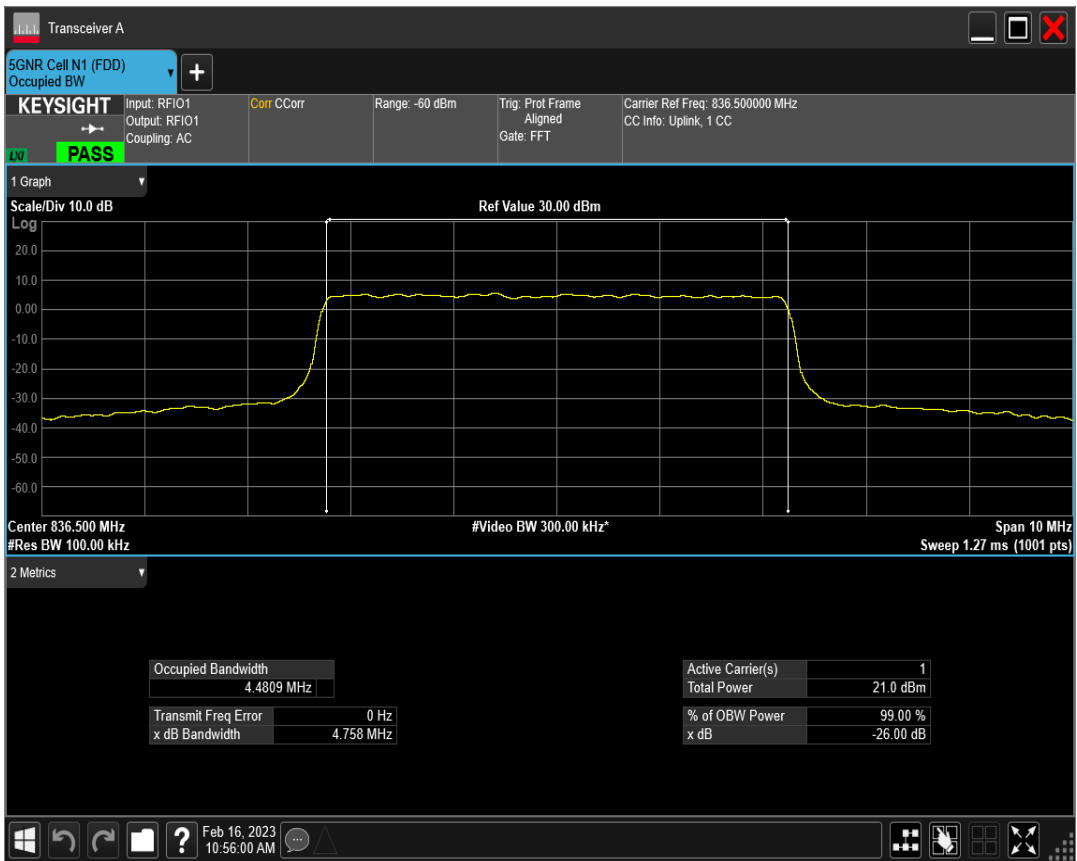 Transceiver A
5GNR Cell N1 (FDD)
Occupied BW
KEYSIGHT
LXI
PASS
Input: RFIO1
Output: RFIO1
Coupling: AC
Corr CCorr
Range: -60 dBm
Trig: Prot Frame
Aligned
Gate: FFT
Carrier Ref Freq: 836.500000 MHz
CC Info: Uplink, 1 CC
1 Graph
Scale/Div 10.0 dB
Ref Value 30.00 dBm
Log
20.0
10.0
0.00
-10.0
-20.0
-30.0
-40.0
-50.0
-60.0
Center 836.500 MHz
#Video BW 300.00 kHz*
Span 10 MHz
#Res BW 100.00 kHz
Sweep 1.27 ms (1001 pts)
2 Metrics
Occupied Bandwidth
4.4809 MHz
Transmit Freq Error 0 Hz
x dB Bandwidth 4.758 MHz
Active Carrier(s) 1
Total Power 21.0 dBm
% of OBW Power 99.00 %
x dB -26.00 dB
?
Feb 16, 2023
10:56:00 AM